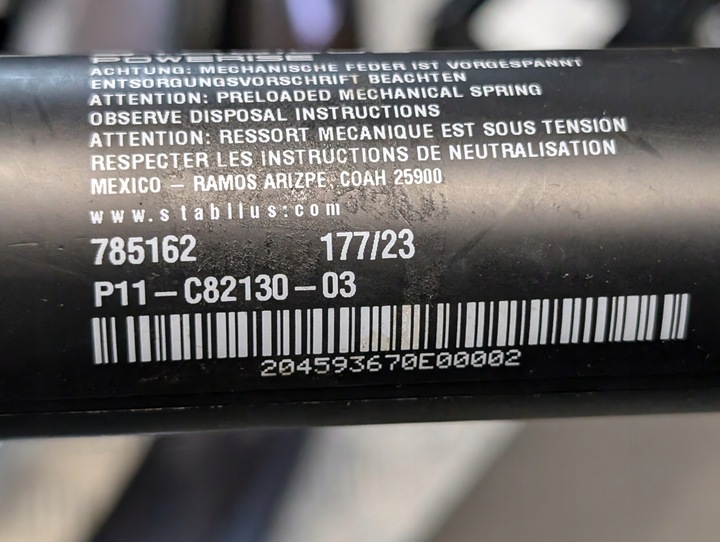 POWERISE
ACHTUNG: MECHANISCHE FEDER IST VORGESPANNT
ENTSORGUNGSVORSCHRIFT BEACHTEN
ATTENTION: PRELOADED MECHANICAL SPRING
OBSERVE DISPOSAL INSTRUCTIONS
ATTENTION: RESSORT MECANIQUE EST SOUS TENSION
RESPECTER LES INSTRUCTIONS DE NEUTRALISATION
MEXICO – RAMOS ARIZPE, COAH 25900
www.stabilus.com
785162 177/23
P11–C82130–03
204593670E00002